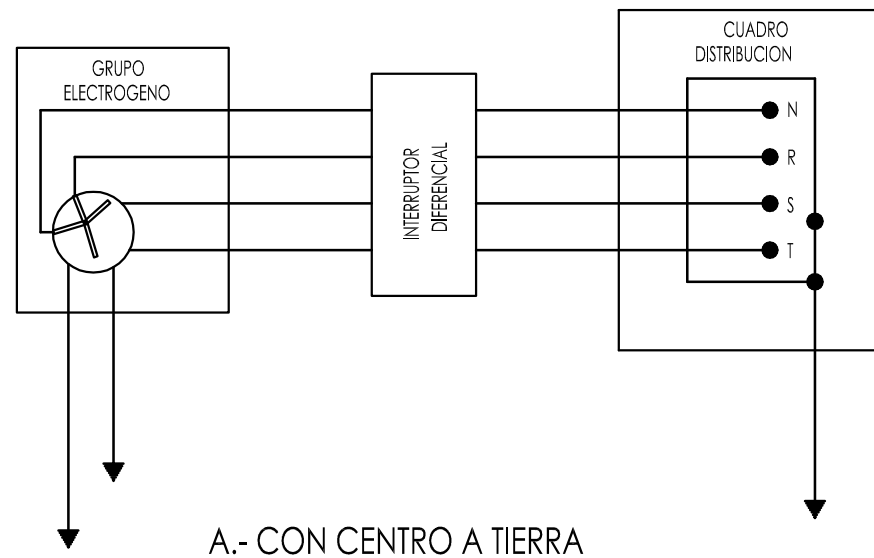 GRUPO
ELECTROGENO
INTERRUPTOR
DIFERENCIAL
CUADRO
DISTRIBUCION
N
R
S
T
A.- CON CENTRO A TIERRA